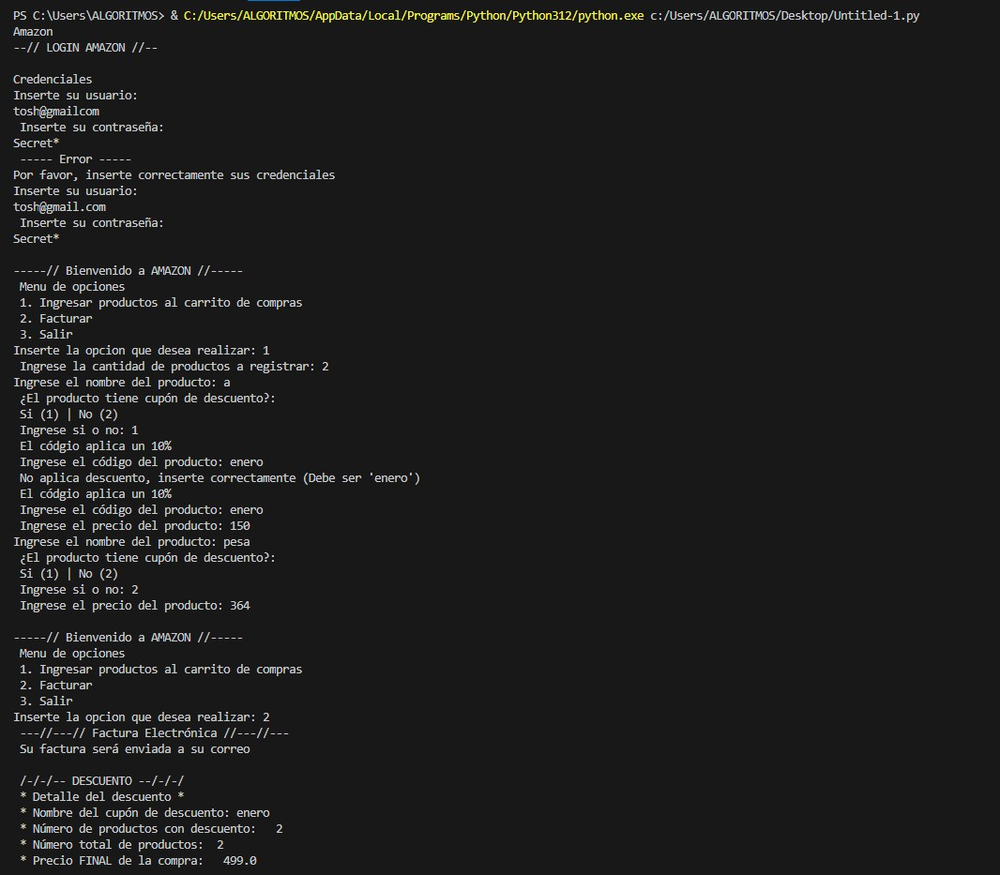 PS C:\Users\ALGORITMOS> & C:/Users/ALGORITMOS/AppData/Local/Programs/Python/Python312/python.exe c:/Users/ALGORITMOS/Desktop/Untitled-1.py
Amazon
--// LOGIN AMAZON //--
Credenciales
Inserte su usuario:
tosh@gmailcom
Inserte su contraseña:
Secret*
----- Error -----
Por favor, inserte correctamente sus credenciales
Inserte su usuario:
tosh@gmail.com
Inserte su contraseña:
Secret*
-----// Bienvenido a AMAZON //-----
Menu de opciones
1. Ingresar productos al carrito de compras
2. Facturar
3. Salir
Inserte la opcion que desea realizar: 1
Ingrese la cantidad de productos a registrar: 2
Ingrese el nombre del producto: a
¿El producto tiene cupón de descuento?:
Si (1) | No (2)
Ingrese si o no: 1
El códgio aplica un 10%
Ingrese el código del producto: enero
No aplica descuento, inserte correctamente (Debe ser 'enero')
El códgio aplica un 10%
Ingrese el código del producto: enero
Ingrese el precio del producto: 150
Ingrese el nombre del producto: pesa
¿El producto tiene cupón de descuento?:
Si (1) | No (2)
Ingrese si o no: 2
Ingrese el precio del producto: 364
-----// Bienvenido a AMAZON //-----
Menu de opciones
1. Ingresar productos al carrito de compras
2. Facturar
3. Salir
Inserte la opcion que desea realizar: 2
---//---// Factura Electrónica //---//---
Su factura será enviada a su correo
/-/-/-- DESCUENTO --/-/-/
* Detalle del descuento *
* Nombre del cupón de descuento: enero
* Número de productos con descuento:   2
* Número total de productos:  2
* Precio FINAL de la compra:   499.0